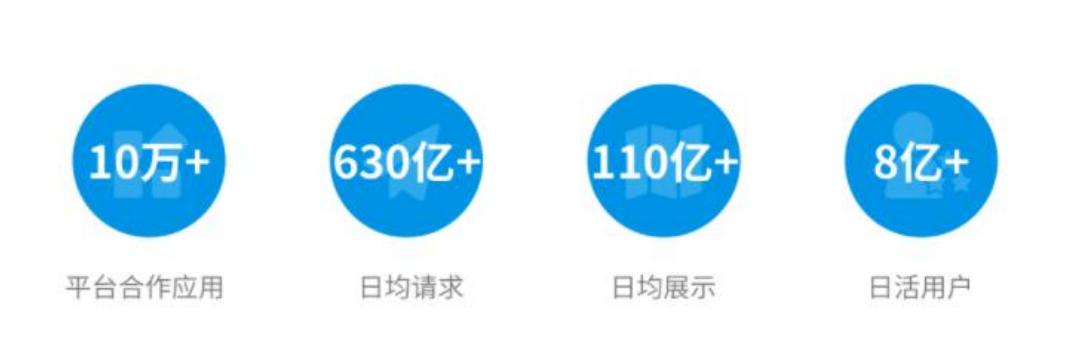 10万+
630亿+
110亿+
8亿+
平台合作应用
日均请求
日均展示
日活用户